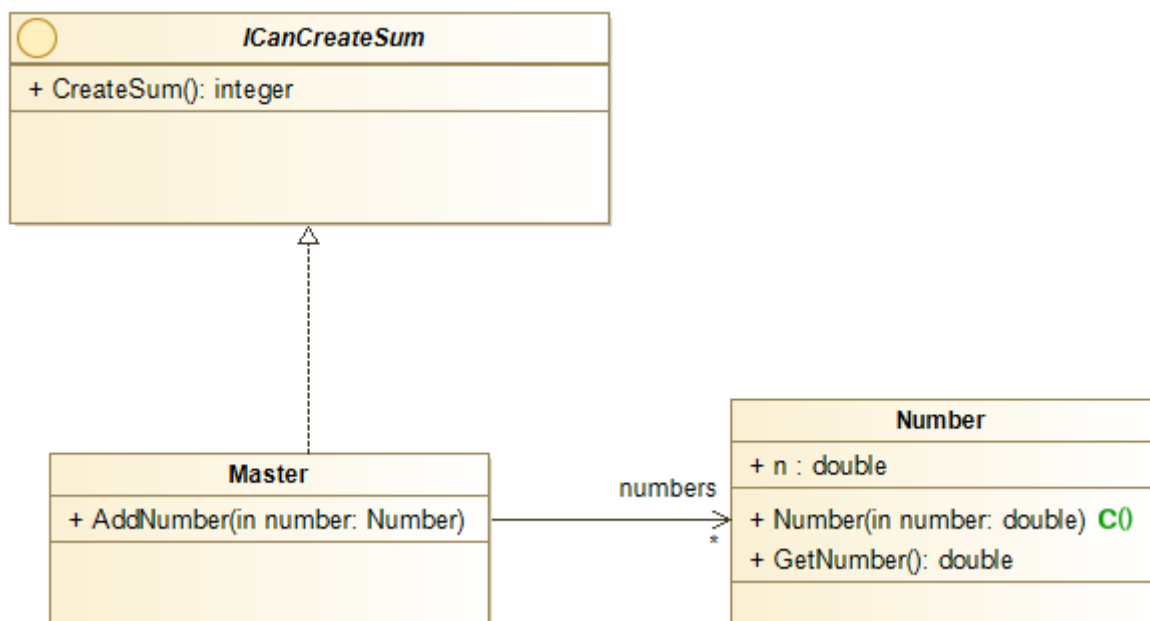 ICanCreateSum
+ CreateSum(): integer
Master
+ AddNumber(in number: Number)
numbers
*
Number
+ n : double
+ Number(in number: double) C()
+ GetNumber(): double